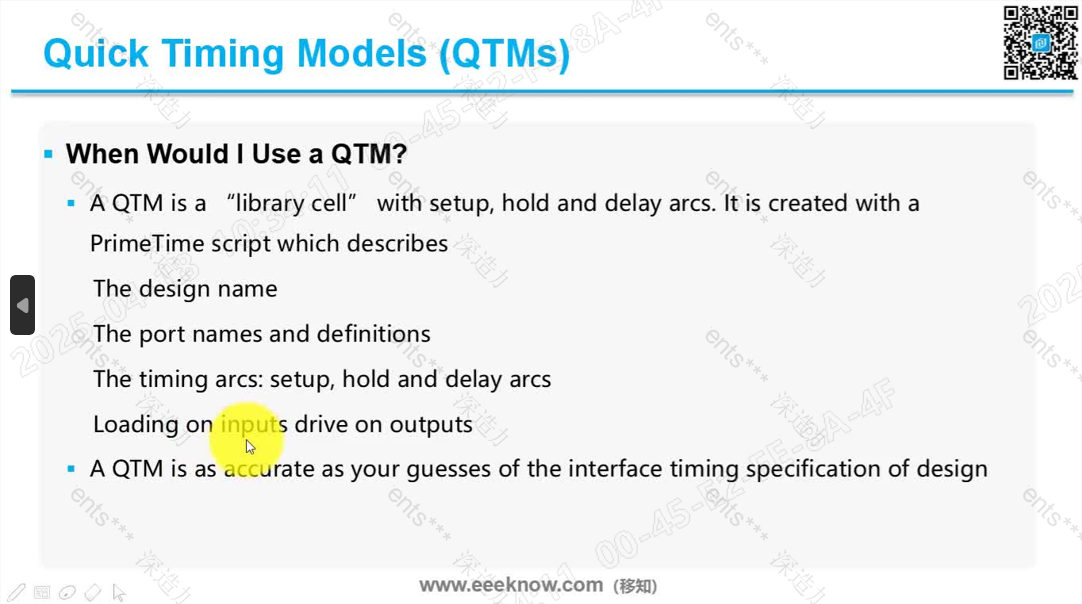 Quick Timing Models (QTMs)
When Would I Use a QTM?
A QTM is a “library cell” with setup, hold and delay arcs. It is created with a
PrimeTime script which describes
The design name
The port names and definitions
The timing arcs: setup, hold and delay arcs
Loading on inputs drive on outputs
A QTM is as accurate as your guesses of the interface timing specification of design
www.eeeknow.com (移知)